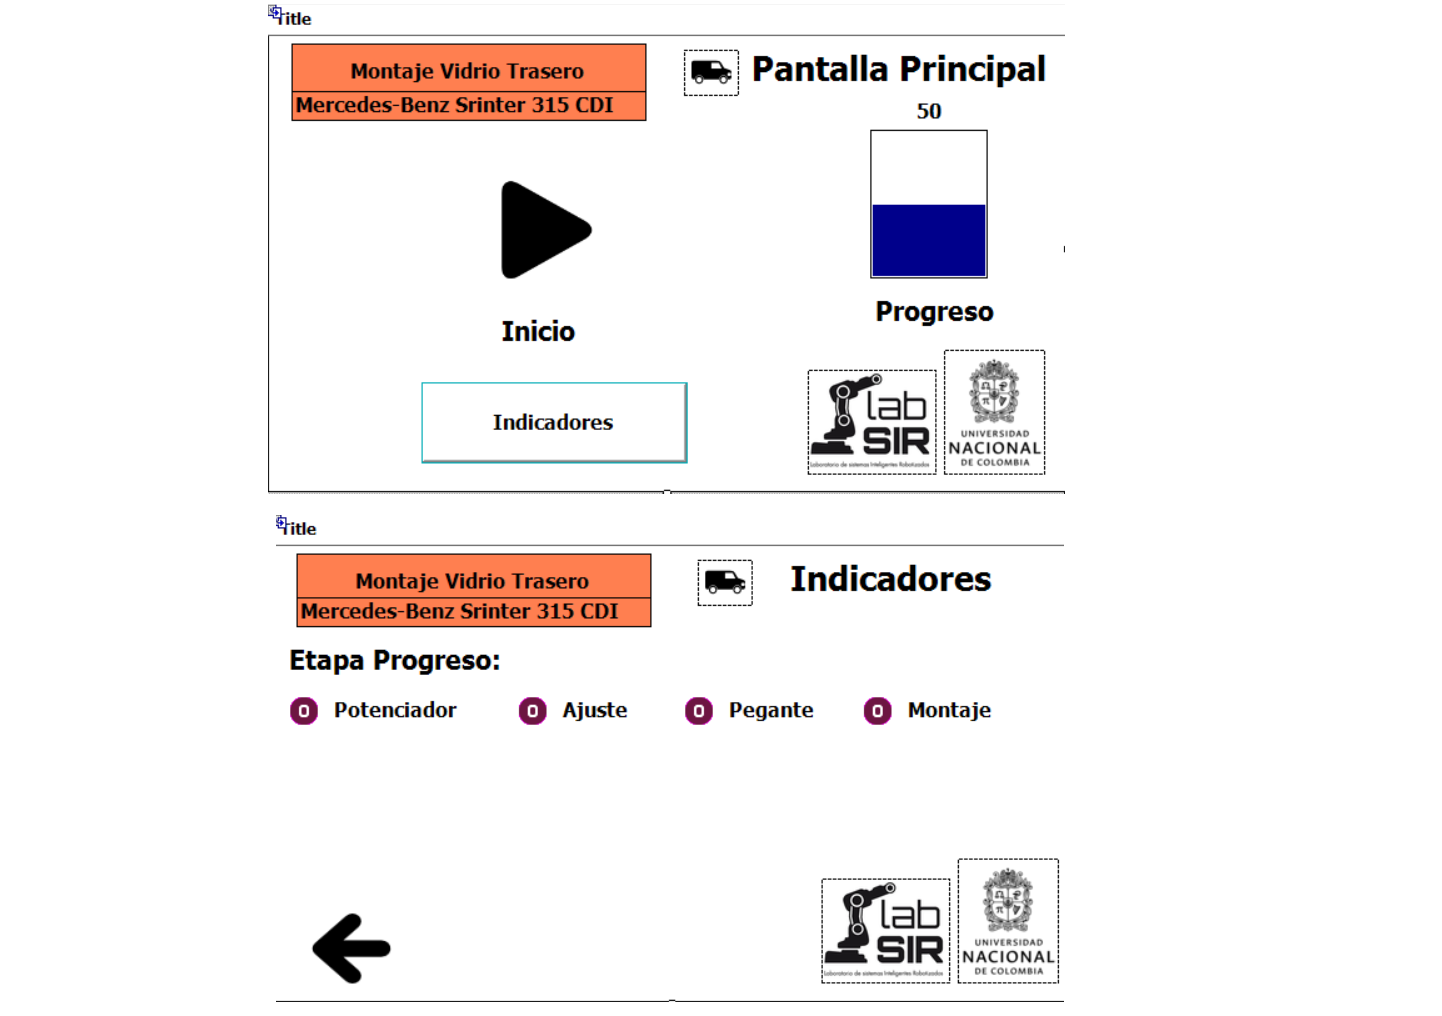 Title
Montaje Vidrio Trasero
Mercedes-Benz Srinter 315 CDI
Pantalla Principal
50
Progreso
Inicio
Indicadores
lab
SIR
Laboratorio de sistemas Inteligentes Robotizados
UNIVERSIDAD
NACIONAL
DE COLOMBIA
Title
Montaje Vidrio Trasero
Mercedes-Benz Srinter 315 CDI
Indicadores
Etapa Progreso:
0 Potenciador 0 Ajuste 0 Pegante 0 Montaje
lab
SIR
Laboratorio de sistemas Inteligentes Robotizados
UNIVERSIDAD
NACIONAL
DE COLOMBIA